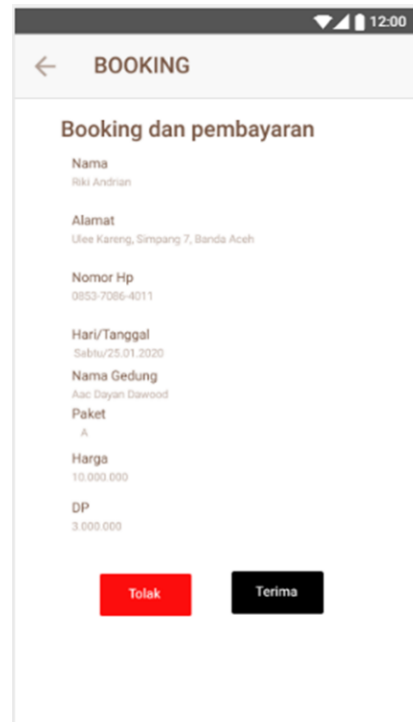 12:00
BOOKING
Booking dan pembayaran
Nama
Riki Andrian
Alamat
Ulee Kareng, Simpang 7, Banda Aceh
Nomor Hp
0853-7086-4011
Hari/Tanggal
Sabtu/25.01.2020
Nama Gedung
Aac Dayan Dawood
Paket
A
Harga
10.000.000
DP
3.000.000
Tolak Terima